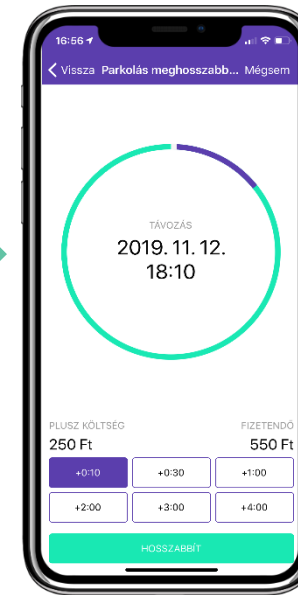 16:56
Vissza Parkolás meghosszabb... Mégsem
TÁVOZÁS
2019. 11. 12.
18:10
PLUSZ KÖLTSÉG FIZETENDŐ
250 Ft 550 Ft
+0:10 +0:30 +1:00
+2:00 +3:00 +4:00
HOSSZABBÍT